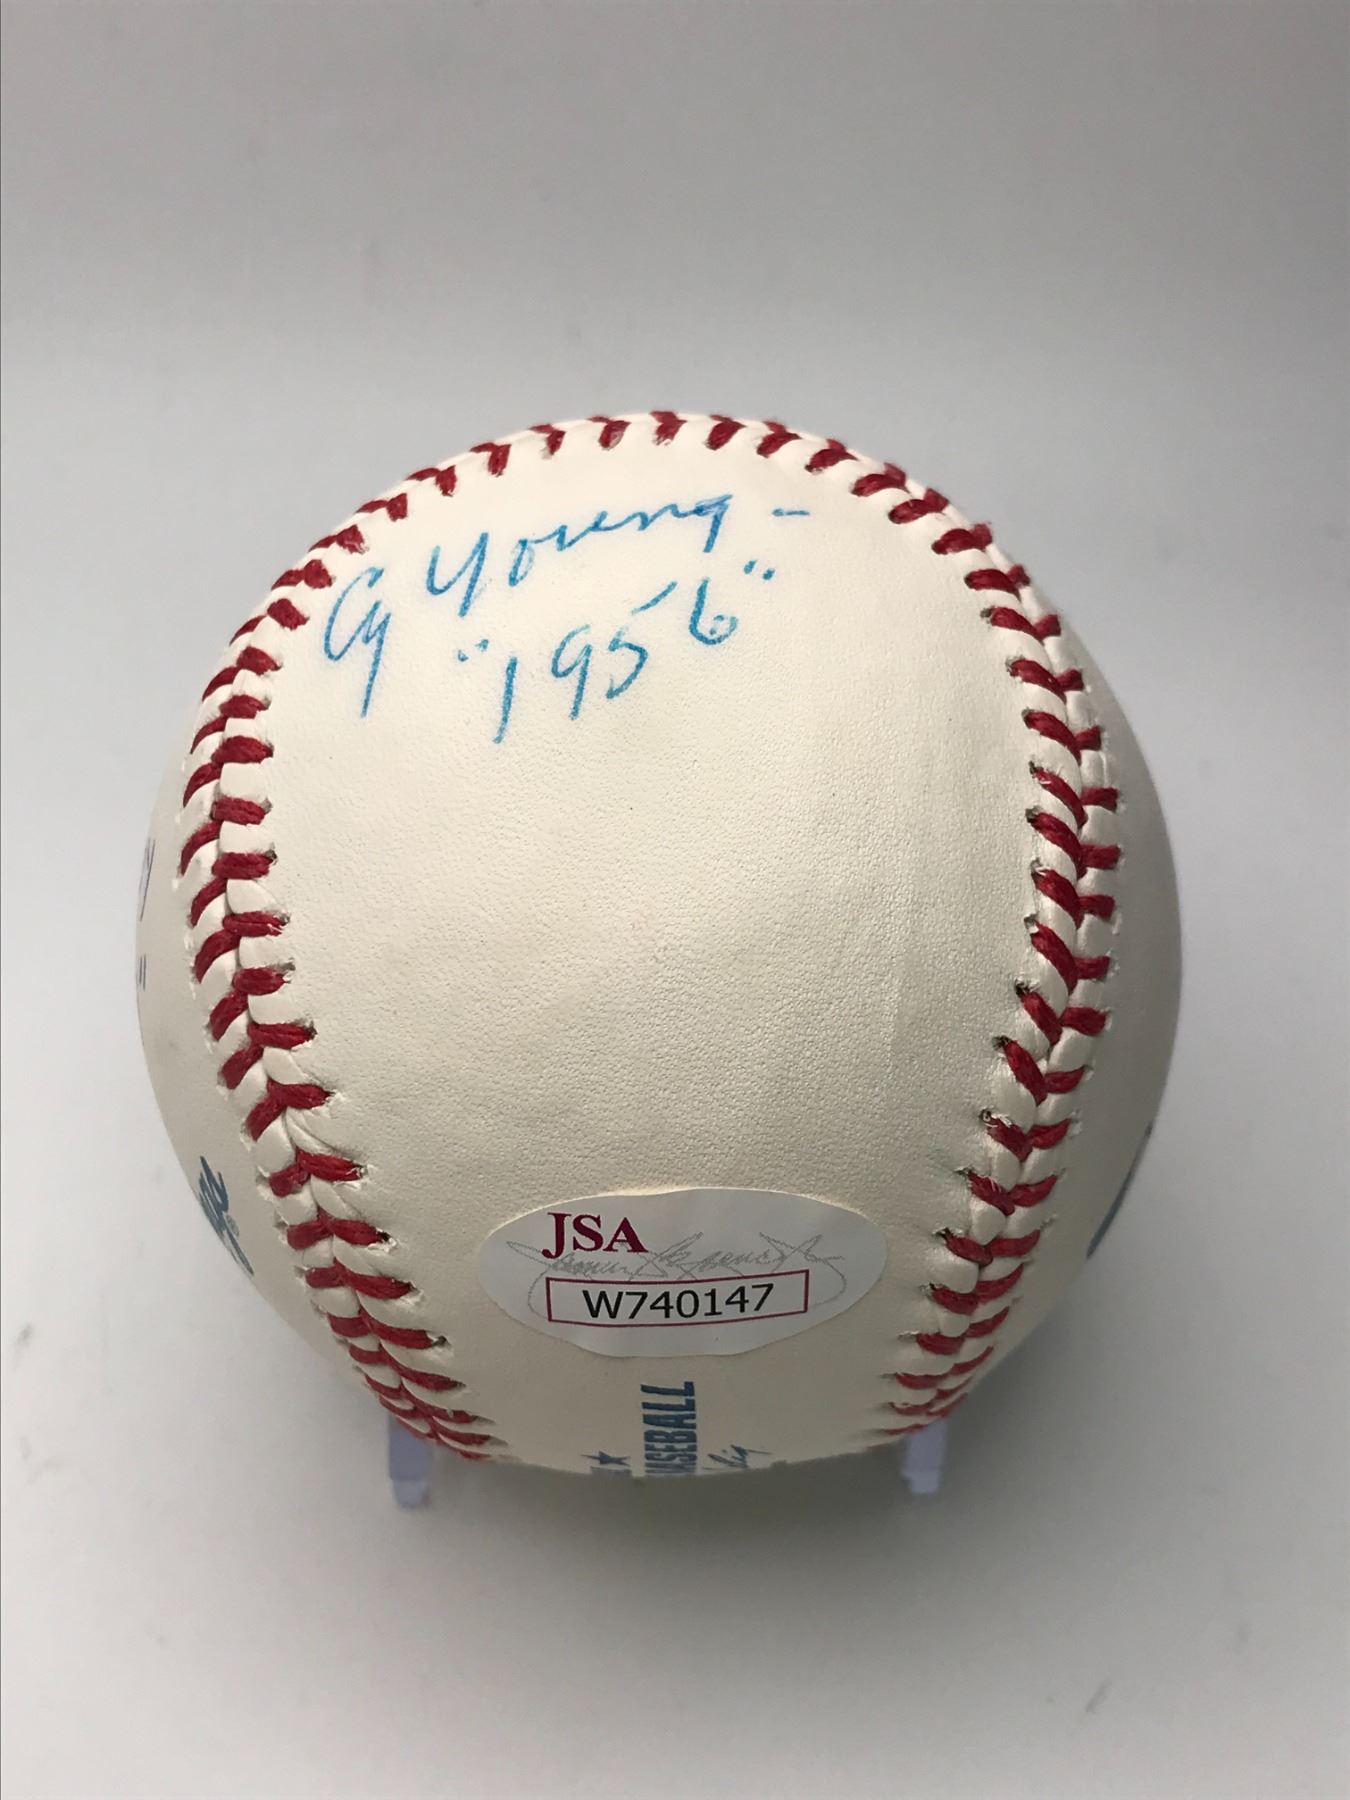 Cy Young -
"1956"
JSA
W740147
BASEBALL